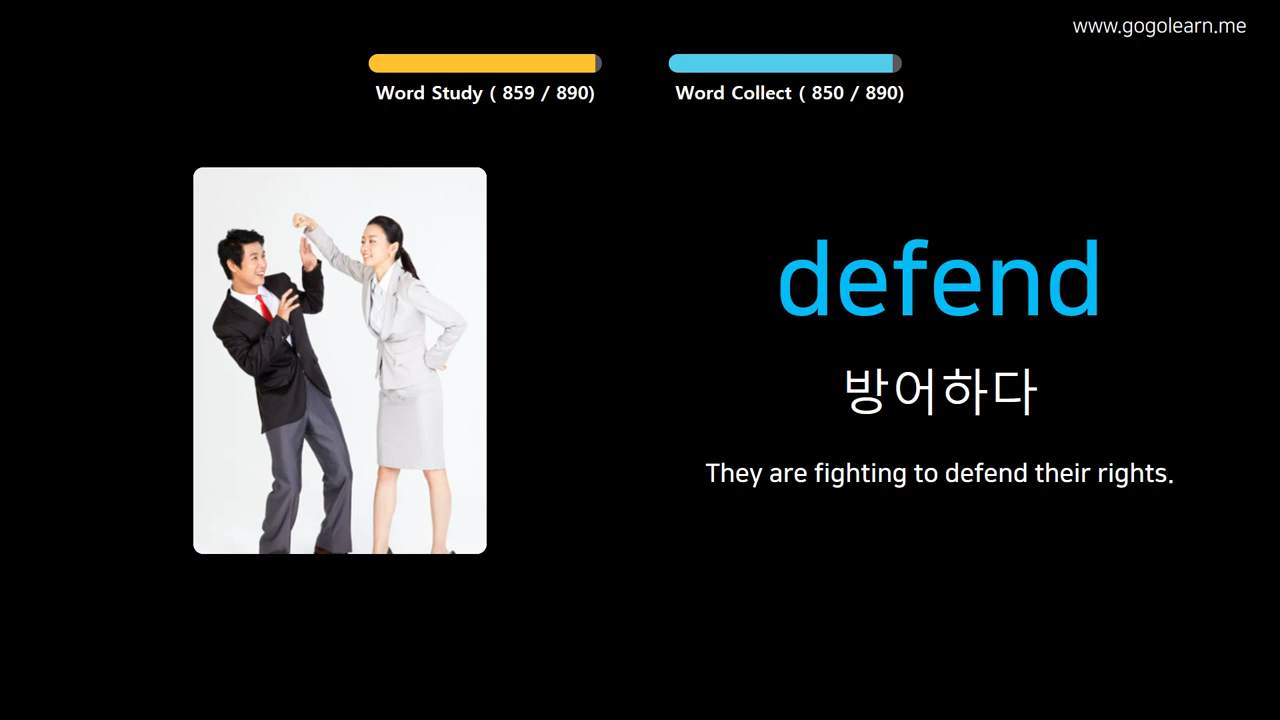 www.gogolearn.me
Word Study ( 859 / 890)
Word Collect ( 850 / 890)
defend
방어하다
They are fighting to defend their rights.